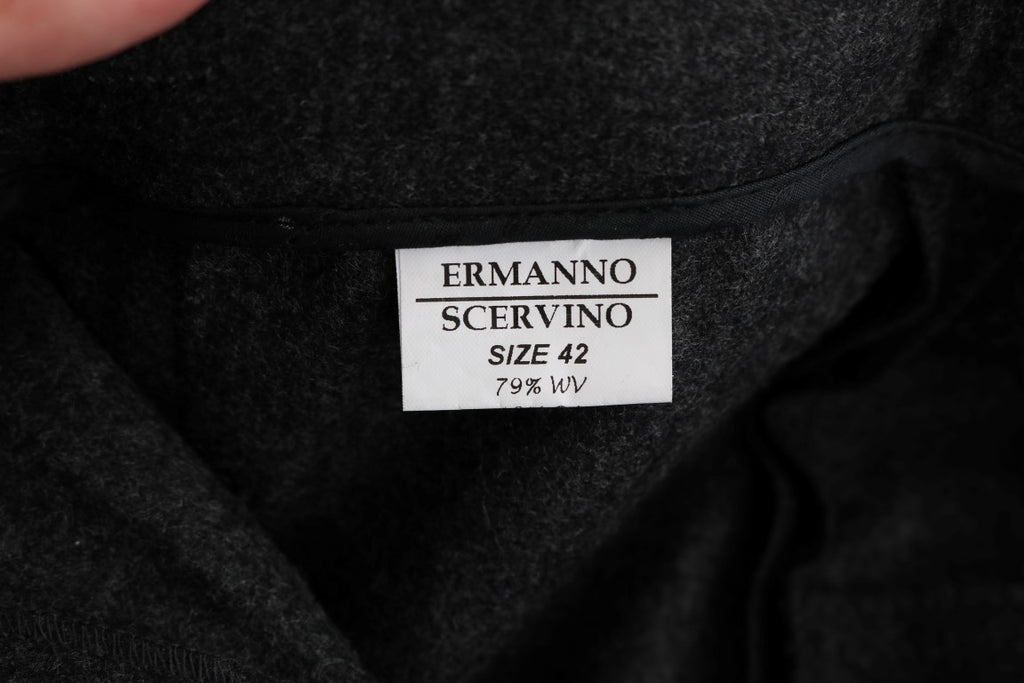 ERMANNO
SCERVINO
SIZE 42
79% WV